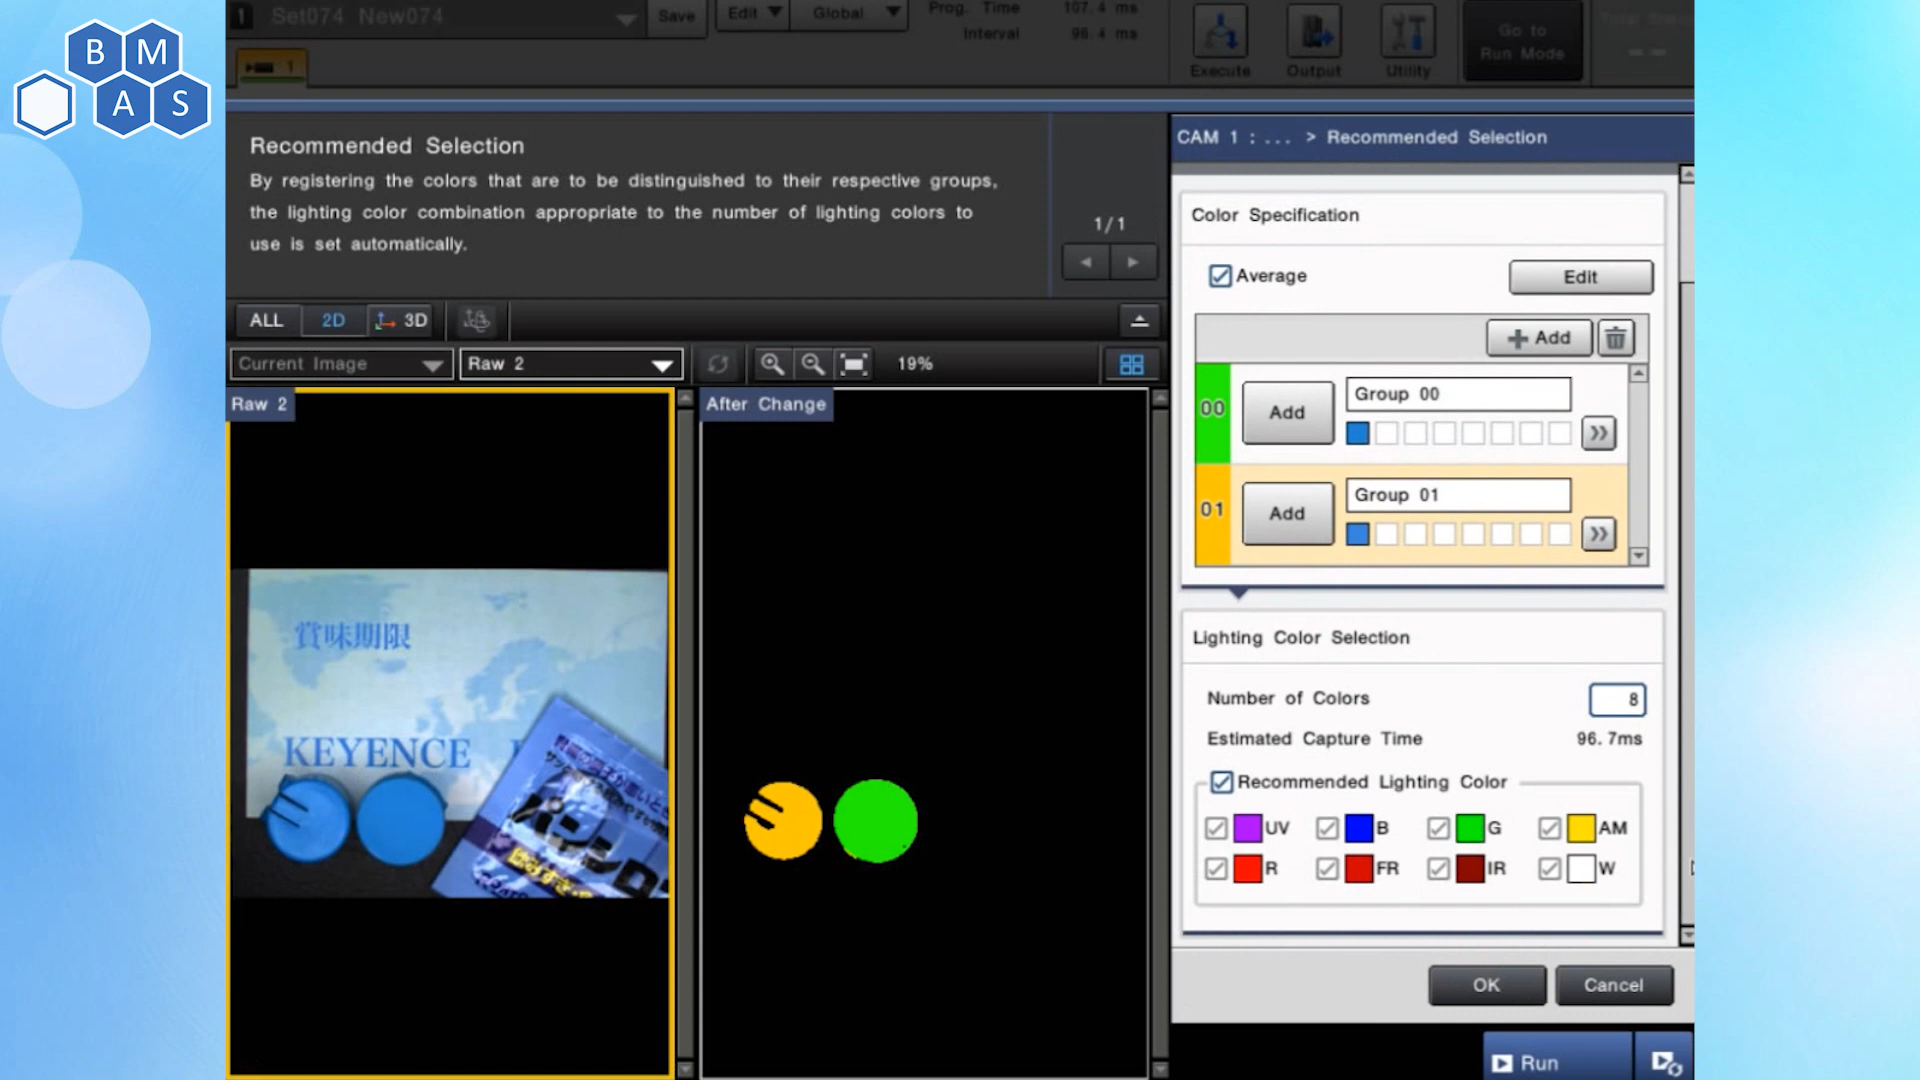 B M
A S
1 Set074 New074
Save
Edit
Global
Prog. Time 107.4 ms
Interval 96.4 ms
Execute
Output
Utility
Go to
Run Mode
1
Recommended Selection
By registering the colors that are to be distinguished to their respective groups,
the lighting color combination appropriate to the number of lighting colors to
use is set automatically.
1/1
ALL 2D 3D
Current Image
Raw 2
19%
Raw 2
After Change
賞味期限
KEYENCE
CAM 1 : ... > Recommended Selection
Color Specification
Average
Edit
Add
00 Add Group 00
01 Add Group 01
Lighting Color Selection
Number of Colors 8
Estimated Capture Time 96.7ms
Recommended Lighting Color
UV B G AM
R FR IR W
OK
Cancel
Run